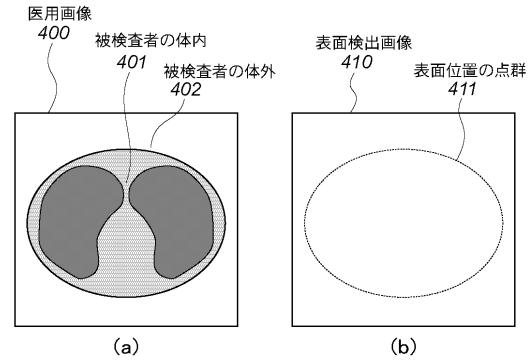 医用画像
400
被検査者の体内
401
被検査者の体外
402
(a)
表面検出画像
410
表面位置の点群
411
(b)